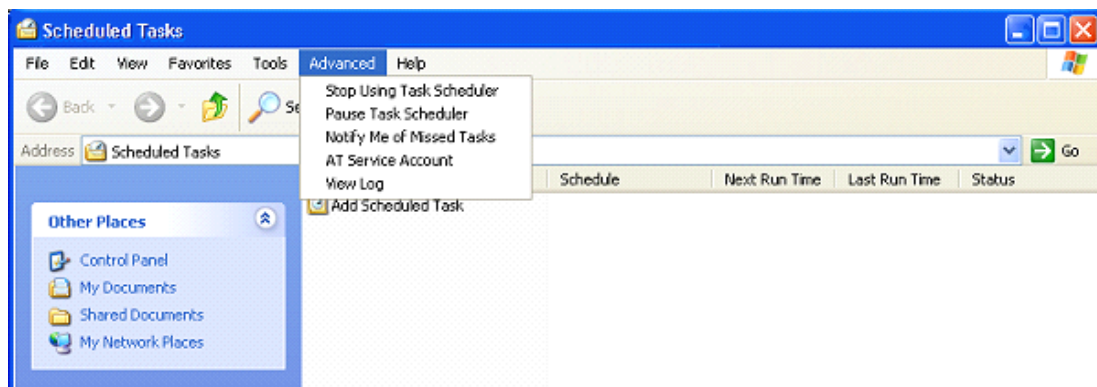 Scheduled Tasks
File Edit View Favorites Tools Advanced Help
Stop Using Task Scheduler
Pause Task Scheduler
Notify Me of Missed Tasks
AT Service Account
View Log
Back
Address Scheduled Tasks
Go
Schedule Next Run Time Last Run Time Status
Add Scheduled Task
Other Places
Control Panel
My Documents
Shared Documents
My Network Places